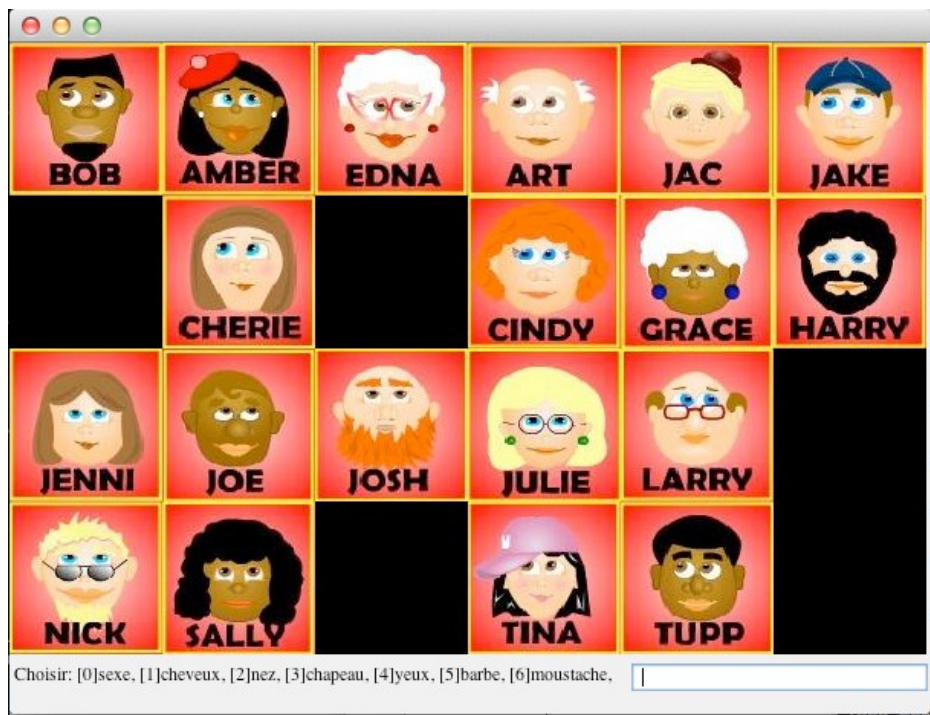 BOB AMBER EDNA ART JAC JAKE
CHERIE CINDY GRACE HARRY
JENNI JOE JOSH JULIE LARRY
NICK SALLY TINA TUPP
Choisir: [0]sexe, [1]cheveux, [2]nez, [3]chapeau, [4]yeux, [5]barbe, [6]moustache,